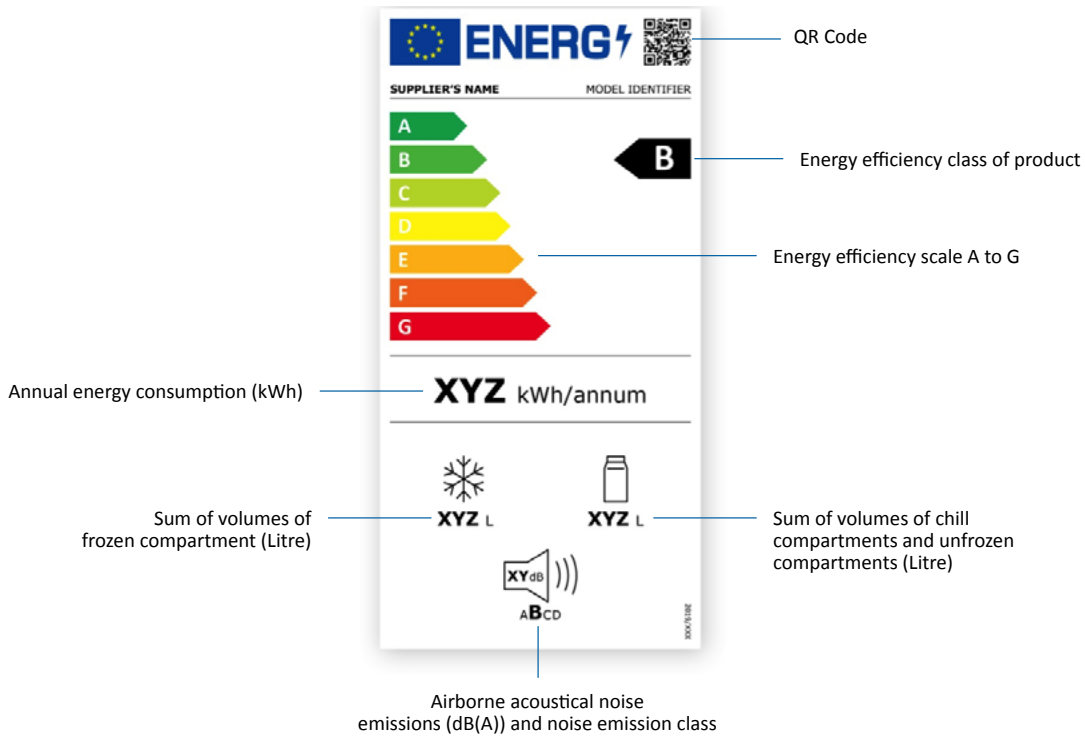 ENERG
QR Code
SUPPLIER'S NAME
MODEL IDENTIFIER
A
B
C
D
E
F
G
B
Energy efficiency class of product
Energy efficiency scale A to G
Annual energy consumption (kWh)
XYZ kWh/annum
XYZ L
XYZ L
Sum of volumes of
frozen compartment (Litre)
Sum of volumes of chill
compartments and unfrozen
compartments (Litre)
XY dB
ABCD
2019/XXX
Airborne acoustical noise
emissions (dB(A)) and noise emission class